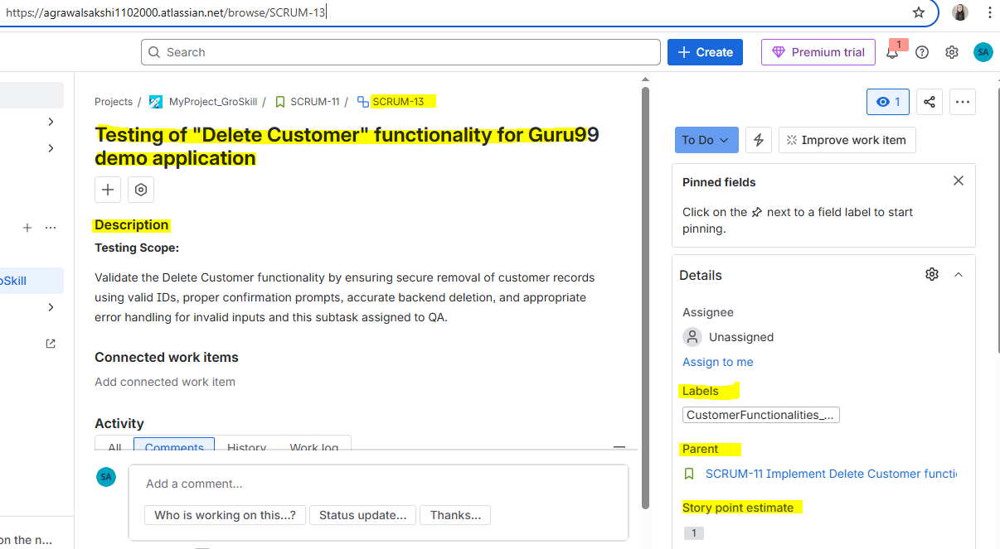 https://agrawalsakshi1102000.atlassian.net/browse/SCRUM-13
Search
Create
Premium trial
1
SA
Projects / MyProject_GroSkill / SCRUM-11 / SCRUM-13
1
Testing of "Delete Customer" functionality for Guru99
demo application
To Do
Improve work item
Pinned fields
Click on the next to a field label to start
pinning.
Description
Testing Scope:
Validate the Delete Customer functionality by ensuring secure removal of customer records
using valid IDs, proper confirmation prompts, accurate backend deletion, and appropriate
error handling for invalid inputs and this subtask assigned to QA.
oSkill
Connected work items
Add connected work item
Activity
All Comments History Work log
SA
Add a comment...
Who is working on this...? Status update... Thanks...
on the n...
Details
Assignee
Unassigned
Assign to me
Labels
CustomerFunctionalities_...
Parent
SCRUM-11 Implement Delete Customer functi
Story point estimate
1